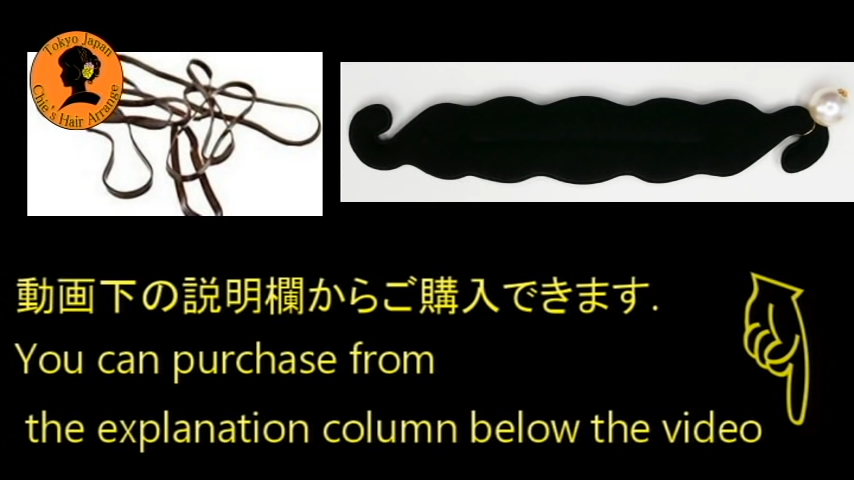 Tokyo Japan
Chie's Hair Arrange
動画下の説明欄からご購入できます.
You can purchase from
the explanation column below the video